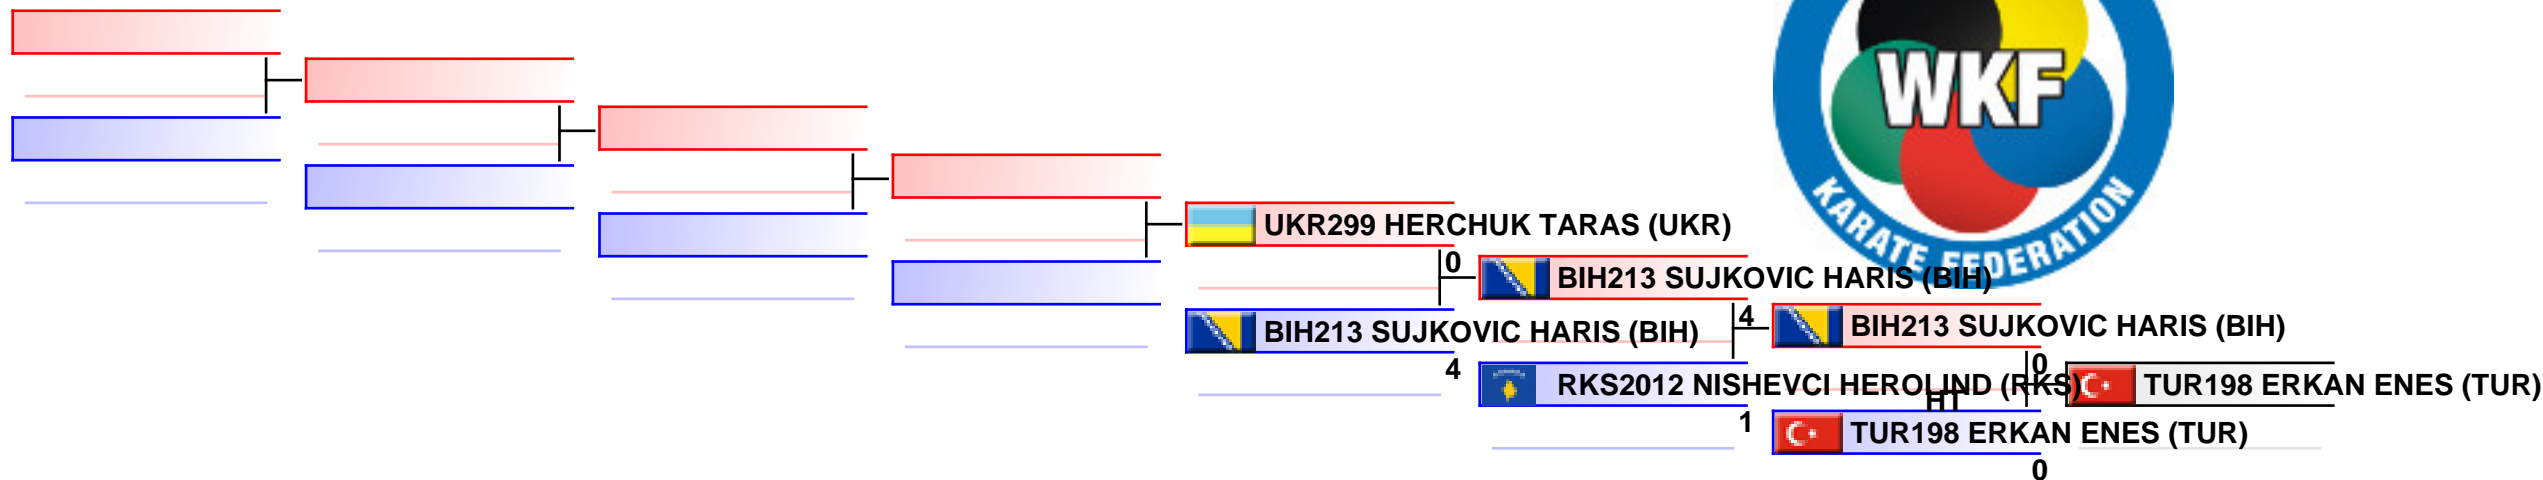 WKF
KARATE FEDERATION
UKR299 HERCHUK TARAS (UKR)
0
BIH213 SUJKOVIC HARIS (BIH)
BIH213 SUJKOVIC HARIS (BIH)
4
4
BIH213 SUJKOVIC HARIS (BIH)
RKS2012 NISHEVCI HEROLIND (RKS)
1
0
HT
TUR198 ERKAN ENES (TUR)
TUR198 ERKAN ENES (TUR)
0